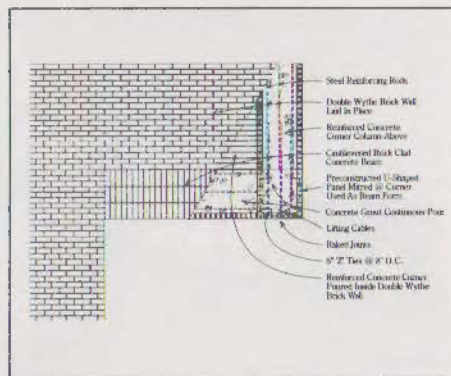 Steel Reinforcing Rods
Double Wythe Brick Wall
Laid In Place
Reinforced Concrete
Corner Column Above
Cantilevered Brick Clad
Concrete Beam
Preconstructed U-Shaped
Panel Mitred @ Corner
Used As Beam Form
Concrete Grout Continuous Pour
Lifting Cables
Raked Joints
6" 'Z' Ties @ 8" O.C.
Reinforced Concrete Corner
Poured Inside Double Wythe
Brick Wall